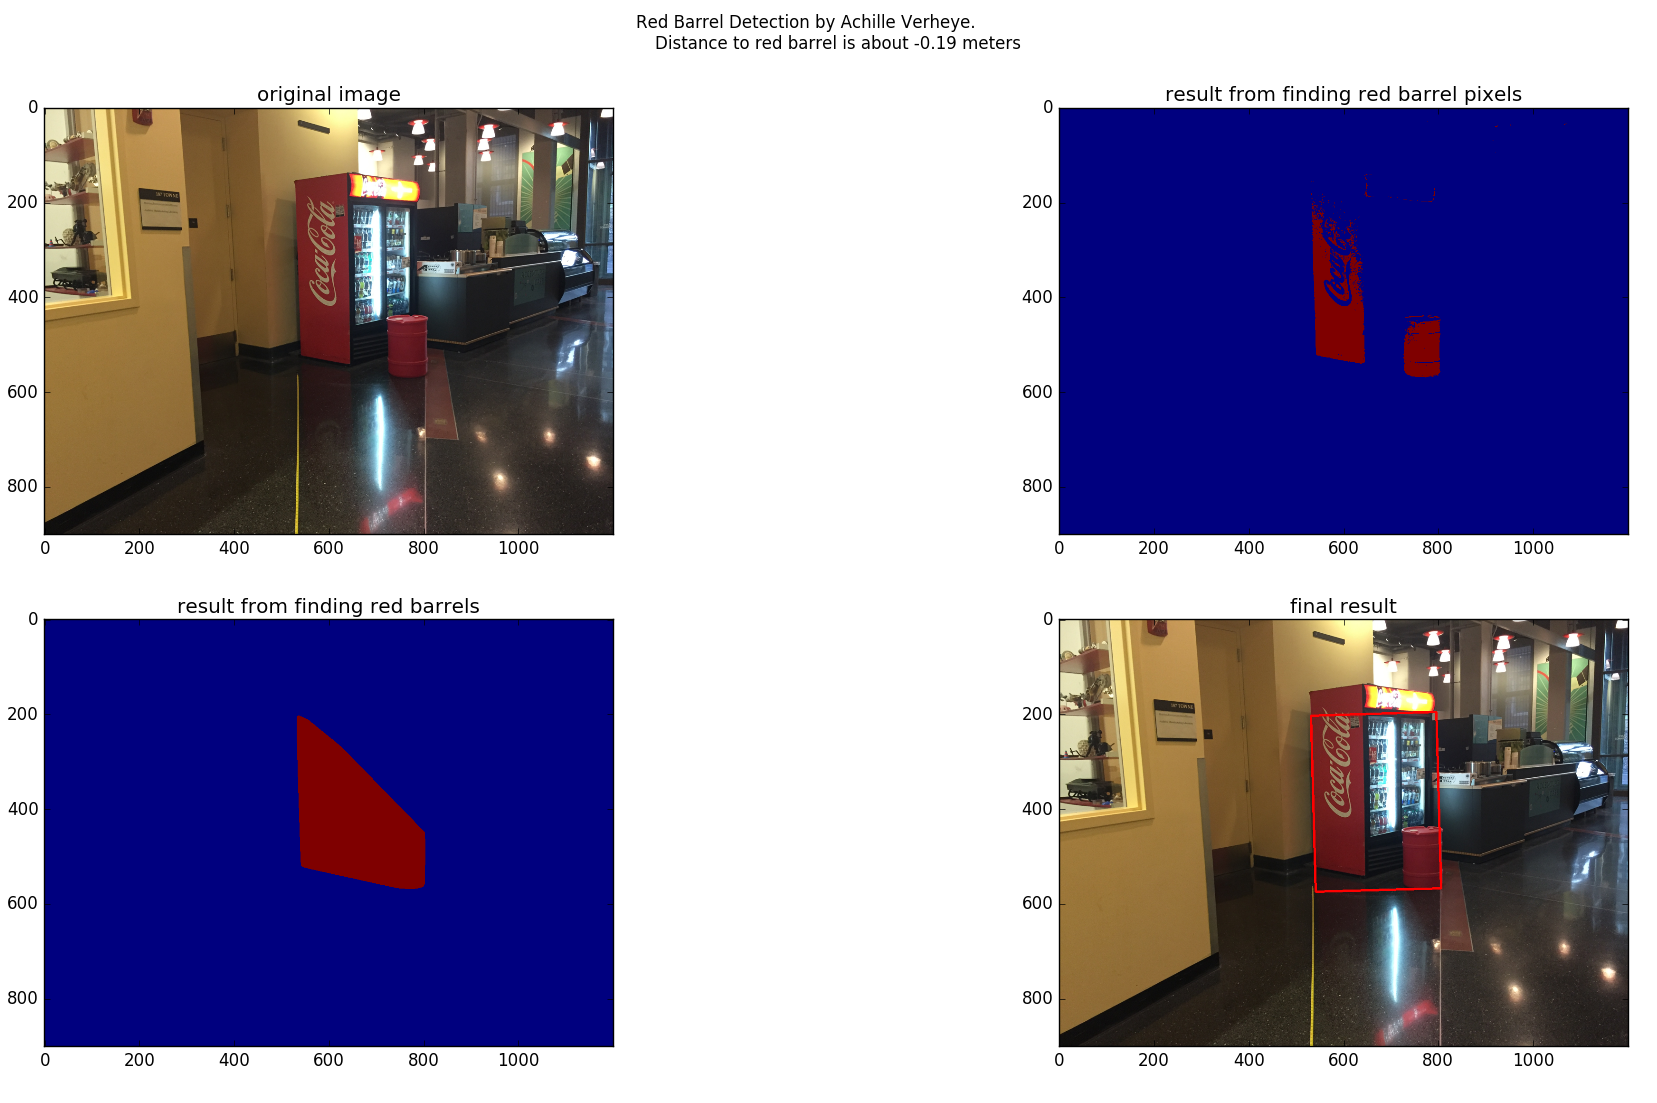 Red Barrel Detection by Achille Verheye.
Distance to red barrel is about -0.19 meters
original image
0
200
400
600
800
0 200 400 600 800 1000
Coca-Cola
TOWNE
result from finding red barrel pixels
0
200
400
600
800
0 200 400 600 800 1000
Coca
result from finding red barrels
0
200
400
600
800
0 200 400 600 800 1000
final result
0
200
400
600
800
0 200 400 600 800 1000
Coca-Cola
TOWNE